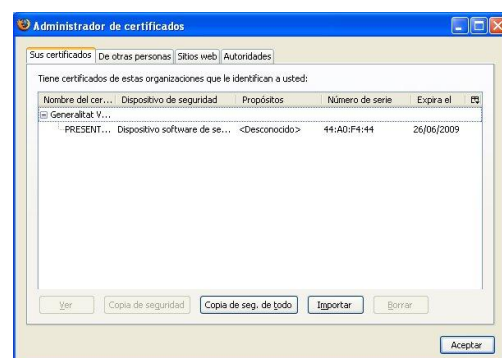 Administrador de certificados
Sus certificados De otras personas Sitios web Autoridades
Tiene certificados de estas organizaciones que le identifican a usted:
Nombre del cer... Dispositivo de seguridad Propósitos Número de serie Expira el
Generalitat V...
PRESENT... Dispositivo software de se... <Desconocido> 44:A0:F4:44 26/06/2009
Ver Copia de seguridad Copia de seg. de todo Importar Borrar
Aceptar